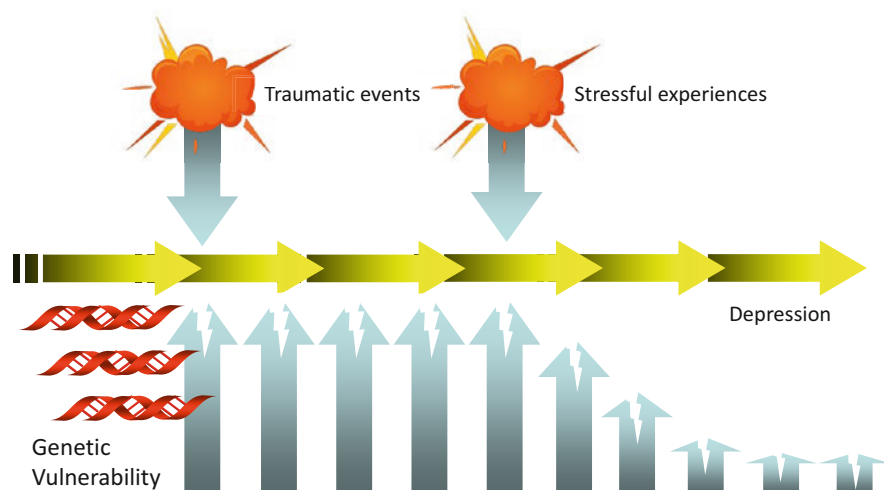 Traumatic events
Stressful experiences
Depression
Genetic
Vulnerability